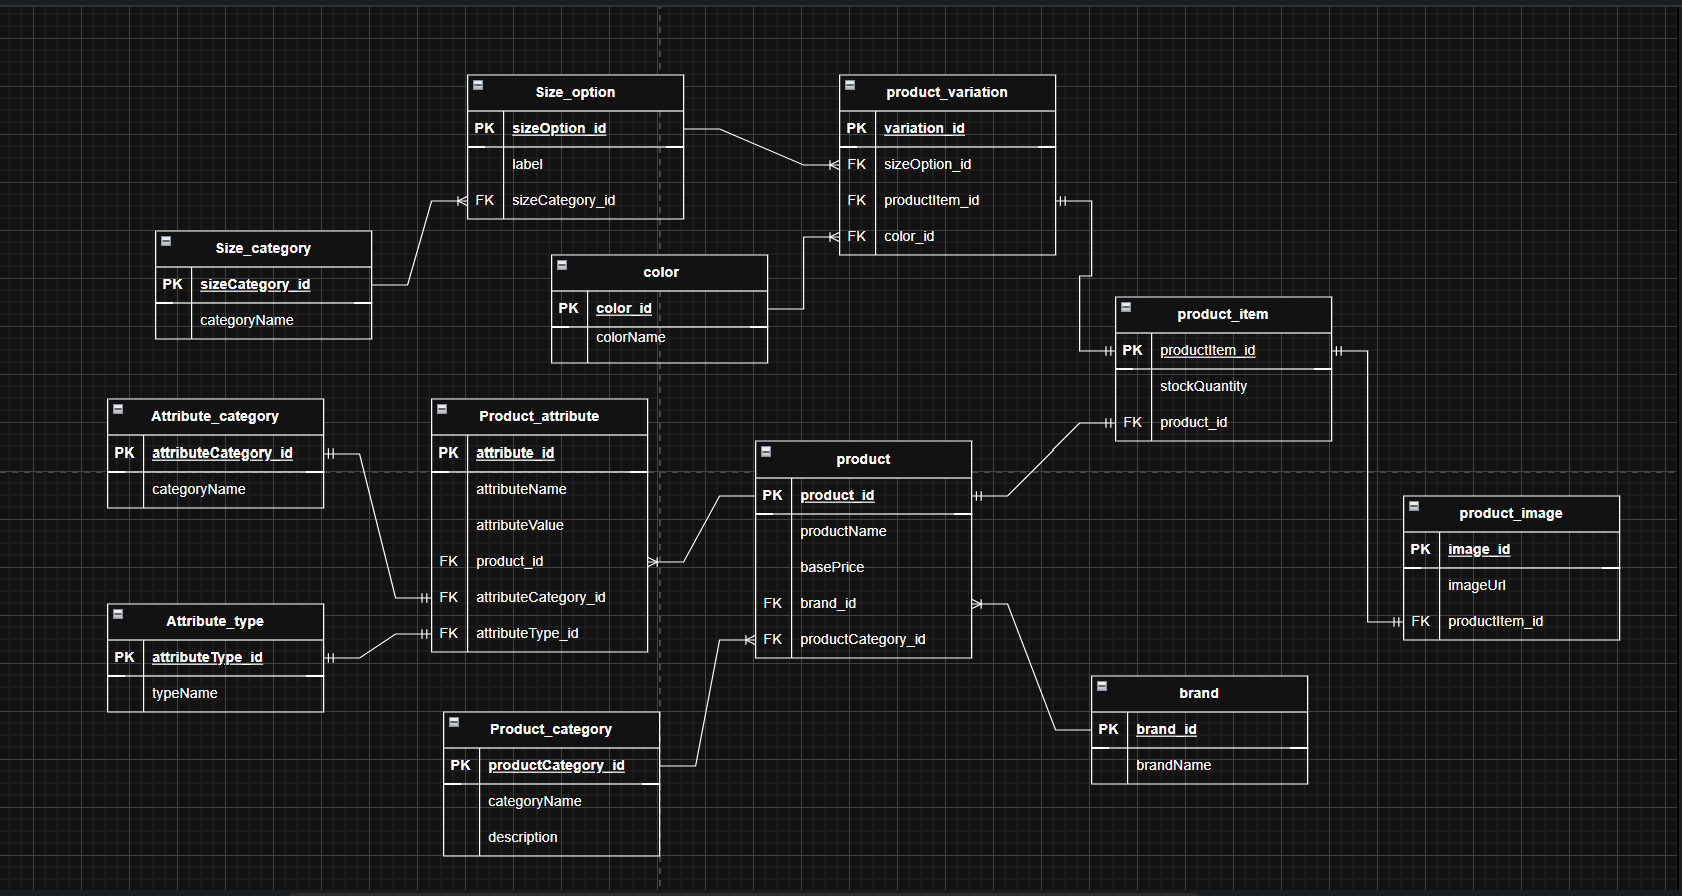 Size_option
PK sizeOption_id
label
FK sizeCategory_id
product_variation
PK variation_id
FK sizeOption_id
FK productItem_id
FK color_id
Size_category
PK sizeCategory_id
categoryName
color
PK color_id
colorName
product_item
PK productItem_id
stockQuantity
FK product_id
Attribute_category
PK attributeCategory_id
categoryName
Product_attribute
PK attribute_id
attributeName
attributeValue
FK product_id
FK attributeCategory_id
FK attributeType_id
product
PK product_id
productName
basePrice
FK brand_id
FK productCategory_id
product_image
PK image_id
imageUrl
FK productItem_id
Attribute_type
PK attributeType_id
typeName
Product_category
PK productCategory_id
categoryName
description
brand
PK brand_id
brandName